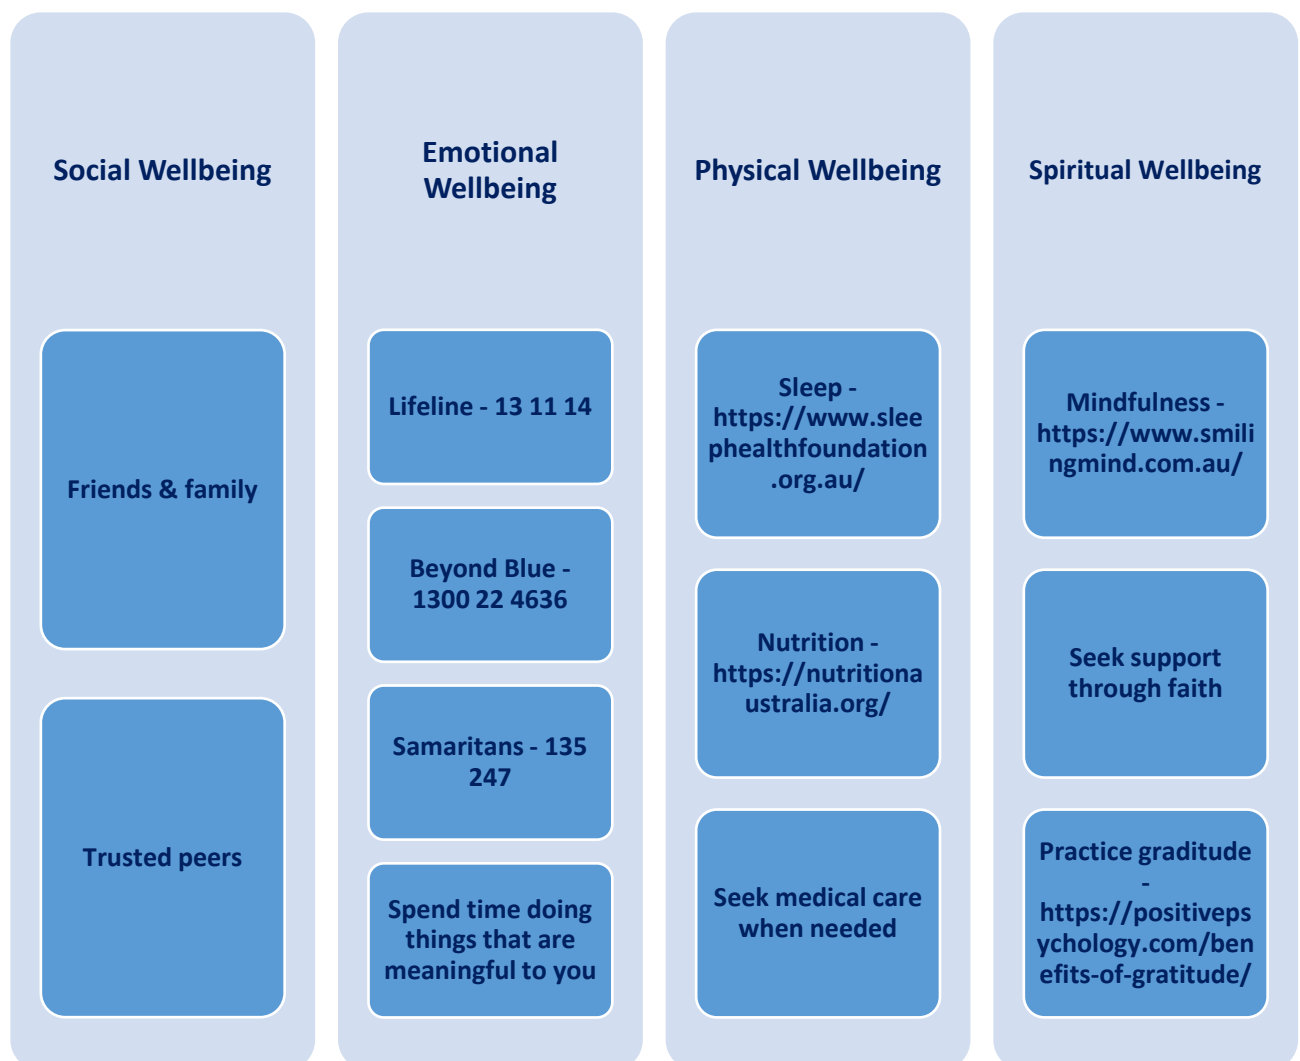 Social Wellbeing
Friends & family
Trusted peers
Emotional
Wellbeing
Lifeline - 13 11 14
Beyond Blue -
1300 22 4636
Samaritans - 135
247
Spend time doing
things that are
meaningful to you
Physical Wellbeing
Sleep -
https://www.slee
phealthfoundation
.org.au/
Nutrition -
https://nutritiona
ustralia.org/
Seek medical care
when needed
Spiritual Wellbeing
Mindfulness -
https://www.smili
ngmind.com.au/
Seek support
through faith
Practice graditude
-
https://positiveps
ychology.com/ben
efits-of-gratitude/